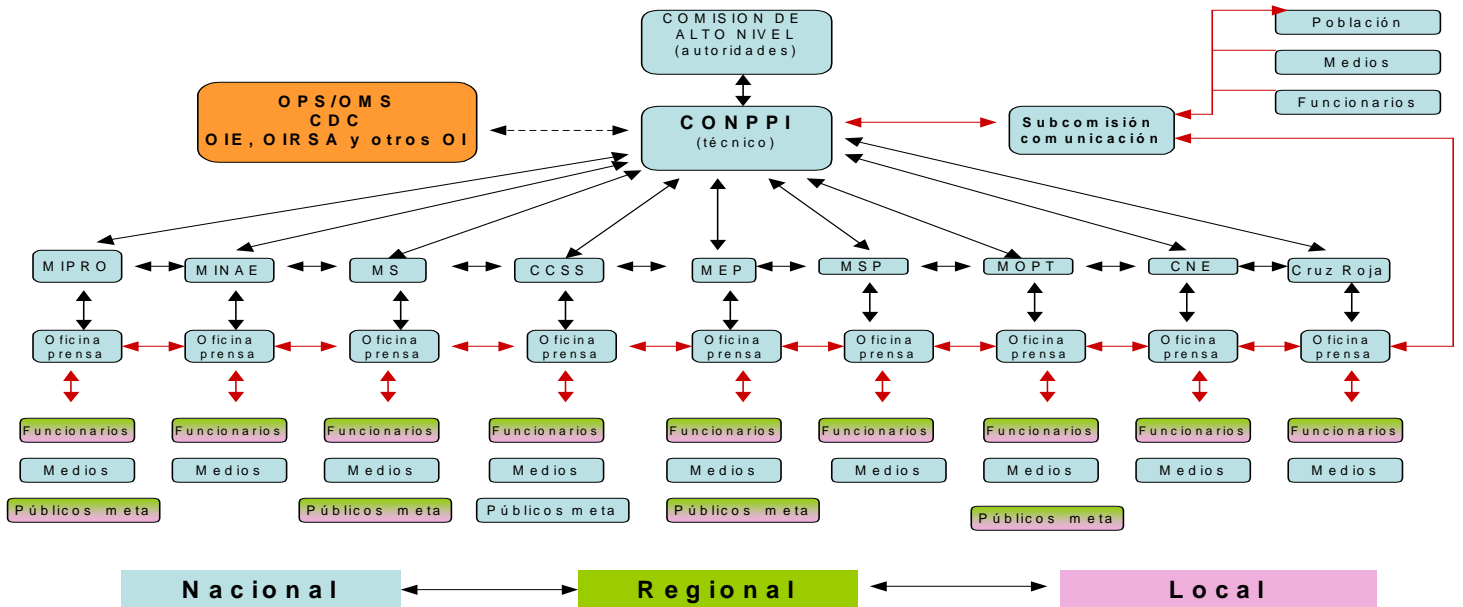 COMISION DE
ALTO NIVEL
(autoridades)
Población
Medios
Funcionarios
OPS/OMS
CDC
OIE, OIRSA y otros OI
CONPPI
(técnico)
Subcomisión
comunicación
MIPRO
MINAE
MS
CCSS
MEP
MSP
MOPT
CNE
Cruz Roja
Oficina
prensa
Oficina
prensa
Oficina
prensa
Oficina
prensa
Oficina
prensa
Oficina
prensa
Oficina
prensa
Oficina
prensa
Oficina
prensa
Funcionarios
Funcionarios
Funcionarios
Funcionarios
Funcionarios
Funcionarios
Funcionarios
Funcionarios
Funcionarios
Medios
Medios
Medios
Medios
Medios
Medios
Medios
Medios
Medios
Públicos meta
Públicos meta
Públicos meta
Públicos meta
Públicos meta
Nacional
Regional
Local